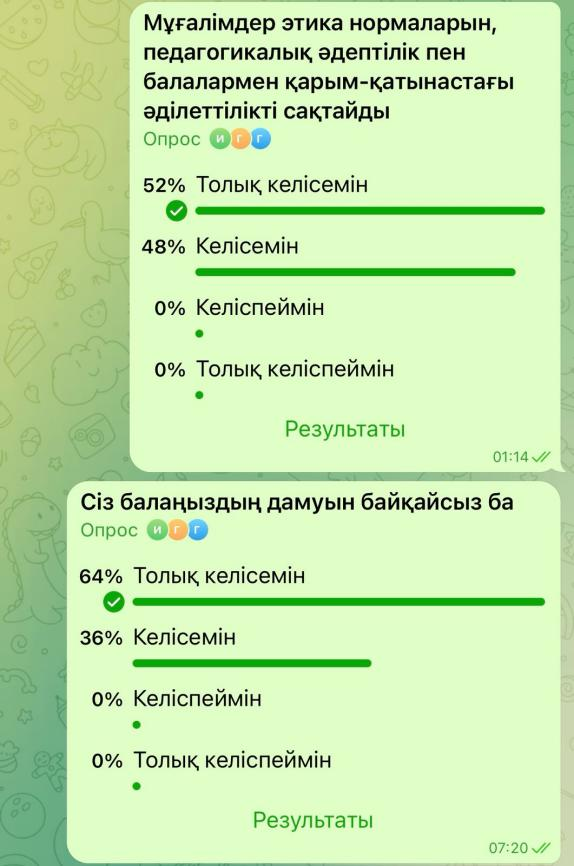 Мұғалімдер этика нормаларын,
педагогикалық әдептілік пен
балалармен қарым-қатынастағы
әділеттілікті сақтайды
Опрос И Г Г
52% Толық келісемін
48% Келісемін
0% Келіспеймін
0% Толық келіспеймін
Результаты
01:14
Сіз балаңыздың дамуын байқайсыз ба
Опрос И Г Г
64% Толық келісемін
36% Келісемін
0% Келіспеймін
0% Толық келіспеймін
Результаты
07:20